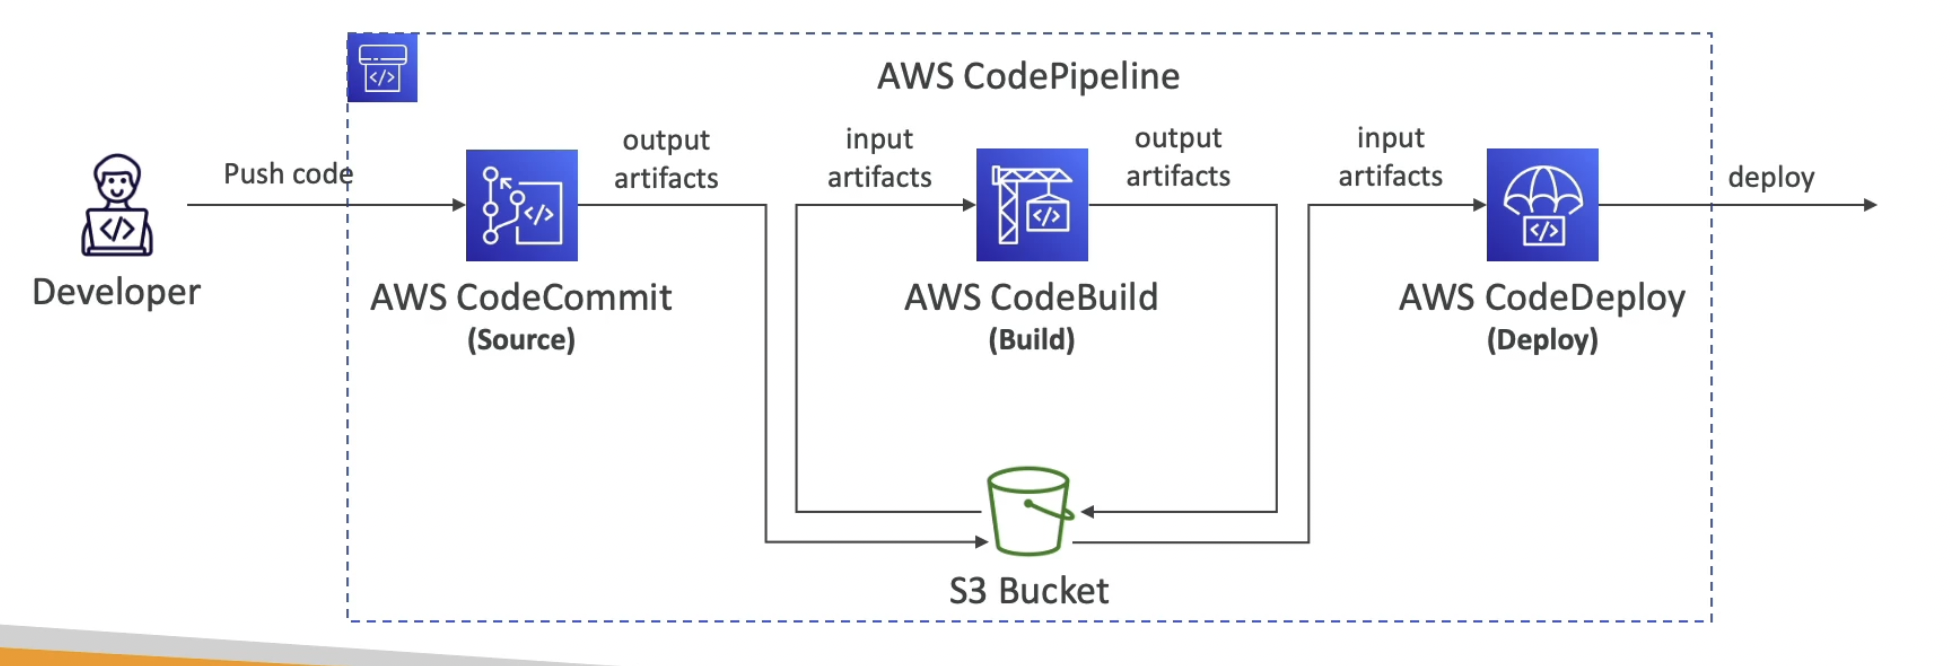 AWS CodePipeline
Push code
output
artifacts
input
artifacts
output
artifacts
input
artifacts
deploy
</>
</>
</>
</>
</>
Developer
AWS CodeCommit
(Source)
AWS CodeBuild
(Build)
AWS CodeDeploy
(Deploy)
S3 Bucket